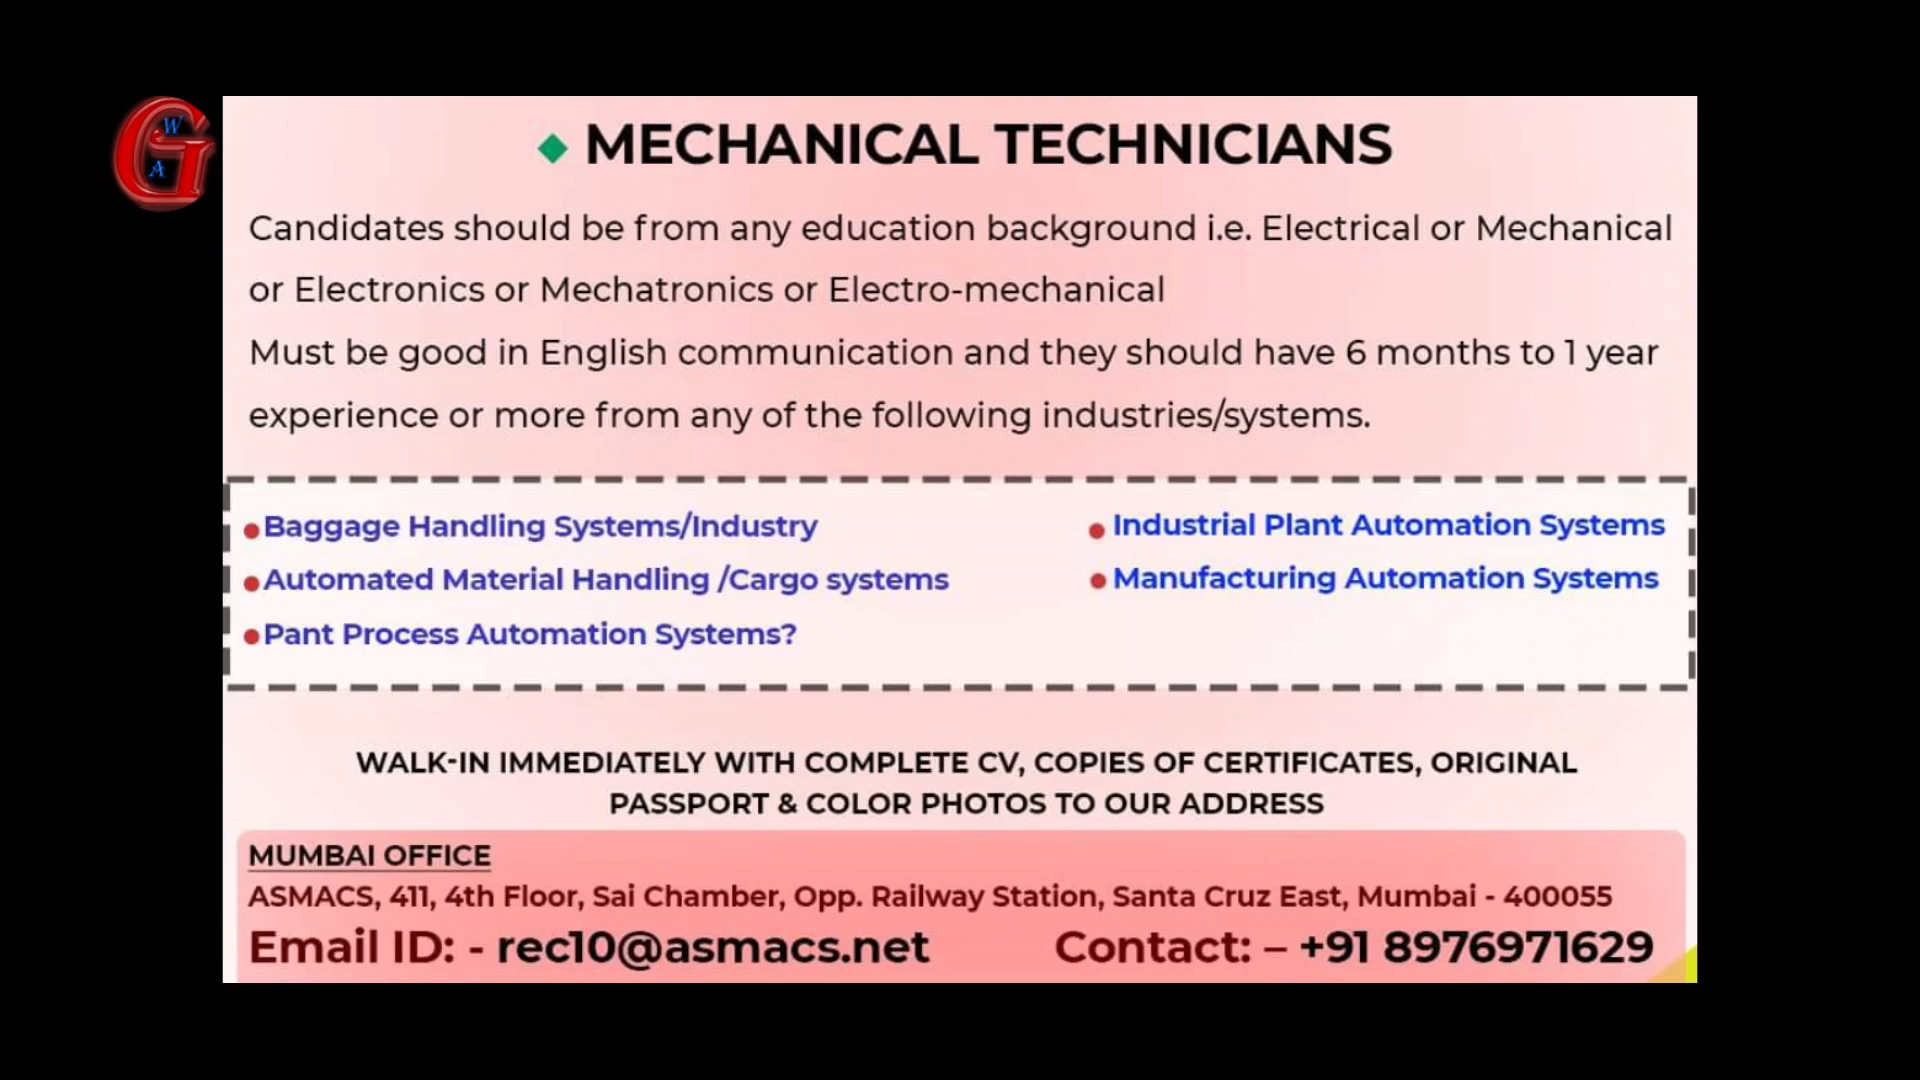 W
G
A
MECHANICAL TECHNICIANS
Candidates should be from any education background i.e. Electrical or Mechanical
or Electronics or Mechatronics or Electro-mechanical
Must be good in English communication and they should have 6 months to 1 year
experience or more from any of the following industries/systems.
Baggage Handling Systems/Industry
Automated Material Handling /Cargo systems
Pant Process Automation Systems?
Industrial Plant Automation Systems
Manufacturing Automation Systems
WALK-IN IMMEDIATELY WITH COMPLETE CV, COPIES OF CERTIFICATES, ORIGINAL
PASSPORT & COLOR PHOTOS TO OUR ADDRESS
MUMBAI OFFICE
ASMACS, 411, 4th Floor, Sai Chamber, Opp. Railway Station, Santa Cruz East, Mumbai - 400055
Email ID: - rec10@asmacs.net Contact: – +91 8976971629